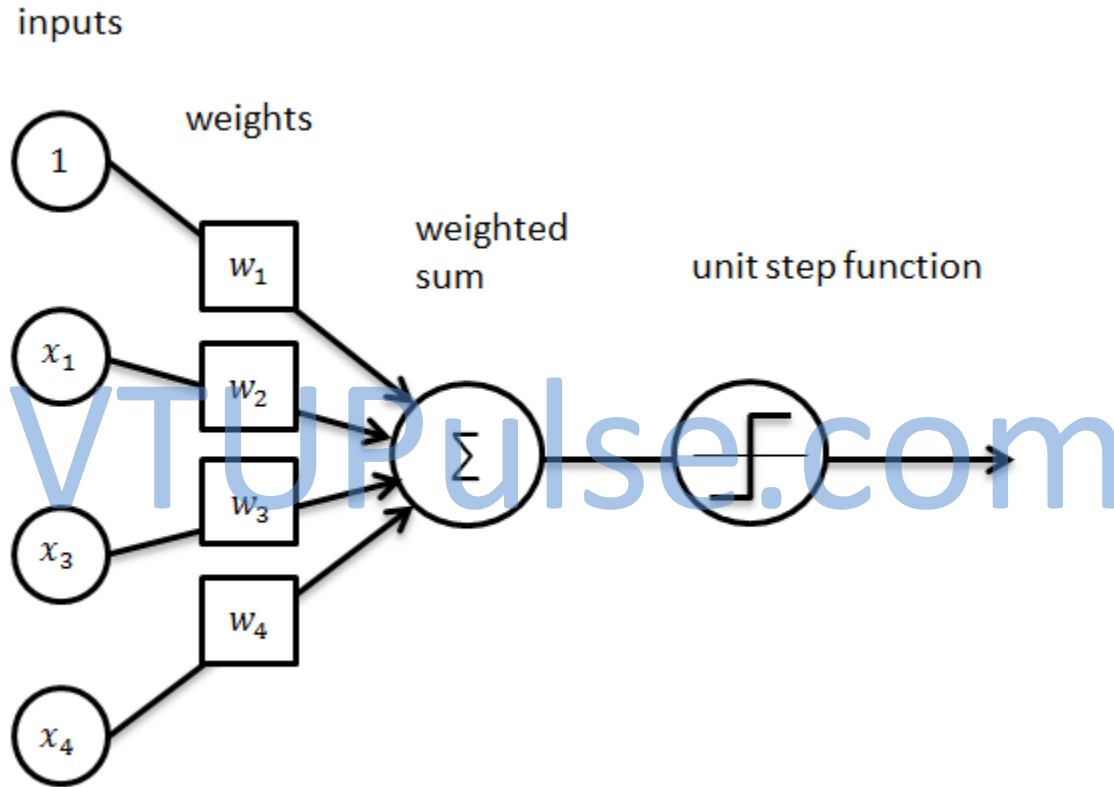 inputs
weights
1
weighted
sum
w₁
unit step function
x₁
w₂
VTUPulse.com
Σ
w₃
x₃
w₄
x₄